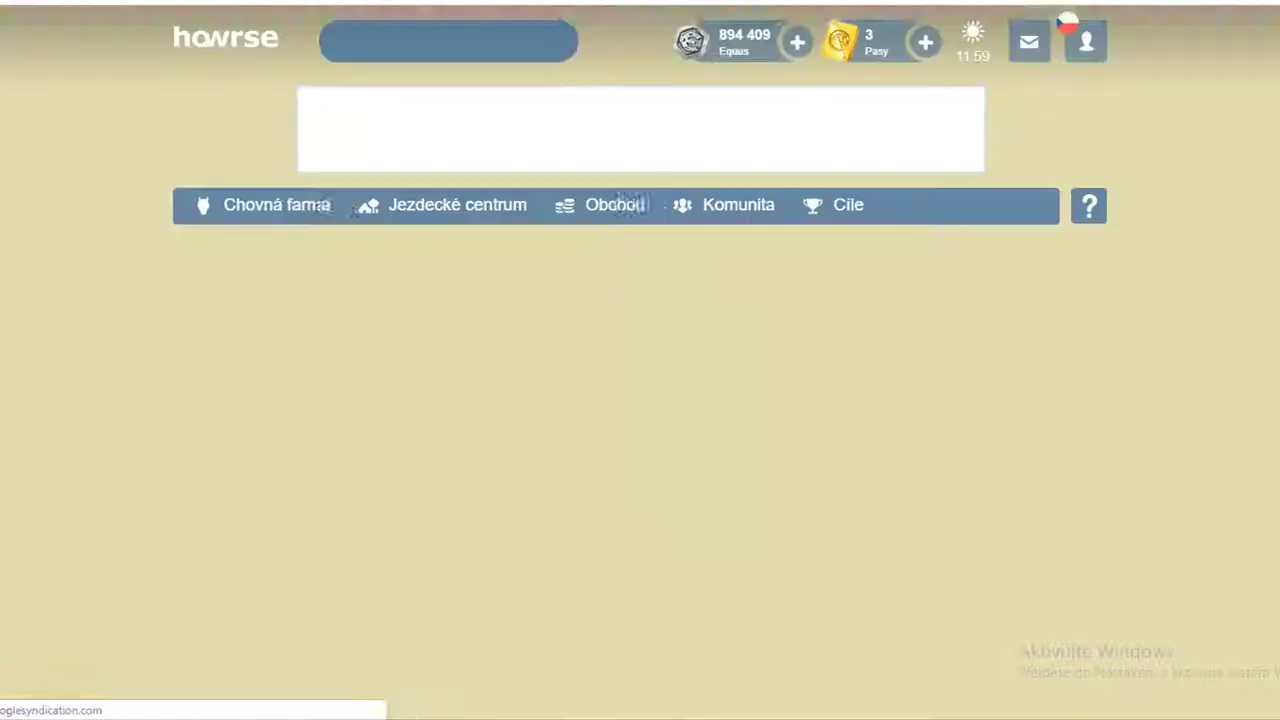 howrse
894 409
Equus
3
Pasy
11 59
Chovná farma
Jezdecké centrum
Obchod
Komunita
Cíle
?
Aktivujte Windows
oglesyndication.com